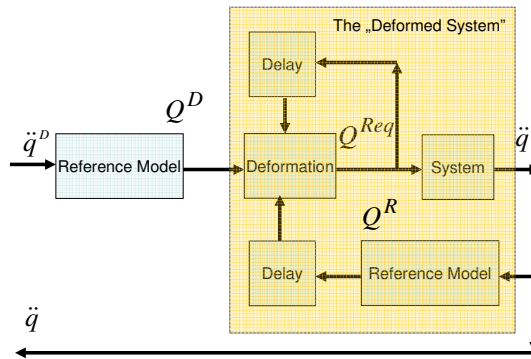 The „Deformed System”
Delay
Q^D
Q^Req
q̈^D
q̈
Reference Model
Deformation
System
Q^R
Delay
Reference Model
q̈